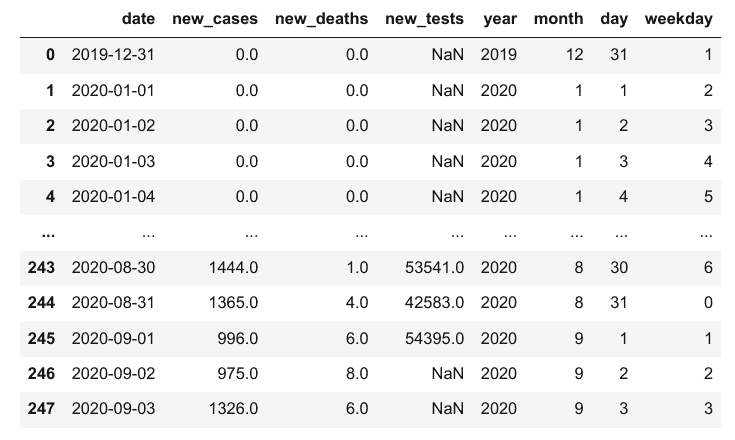 date new_cases new_deaths new_tests year month day weekday
0 2019-12-31 0.0 0.0 NaN 2019 12 31 1
1 2020-01-01 0.0 0.0 NaN 2020 1 1 2
2 2020-01-02 0.0 0.0 NaN 2020 1 2 3
3 2020-01-03 0.0 0.0 NaN 2020 1 3 4
4 2020-01-04 0.0 0.0 NaN 2020 1 4 5
... ... ... ... ... ... ... ... ...
243 2020-08-30 1444.0 1.0 53541.0 2020 8 30 6
244 2020-08-31 1365.0 4.0 42583.0 2020 8 31 0
245 2020-09-01 996.0 6.0 54395.0 2020 9 1 1
246 2020-09-02 975.0 8.0 NaN 2020 9 2 2
247 2020-09-03 1326.0 6.0 NaN 2020 9 3 3